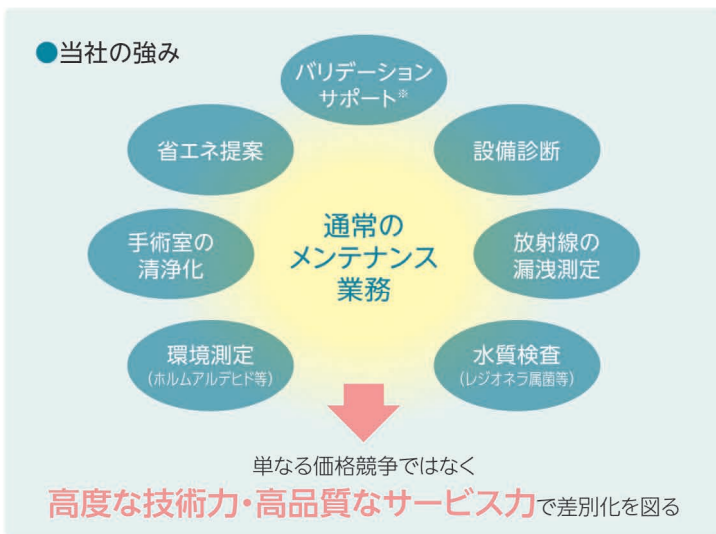 ●当社の強み
バリデーション
サポート※
省エネ提案
設備診断
手術室の
清浄化
通常の
メンテナンス
業務
放射線の
漏洩測定
環境測定
(ホルムアルデヒド等)
水質検査
(レジオネラ属菌等)
単なる価格競争ではなく
高度な技術力・高品質なサービス力で差別化を図る